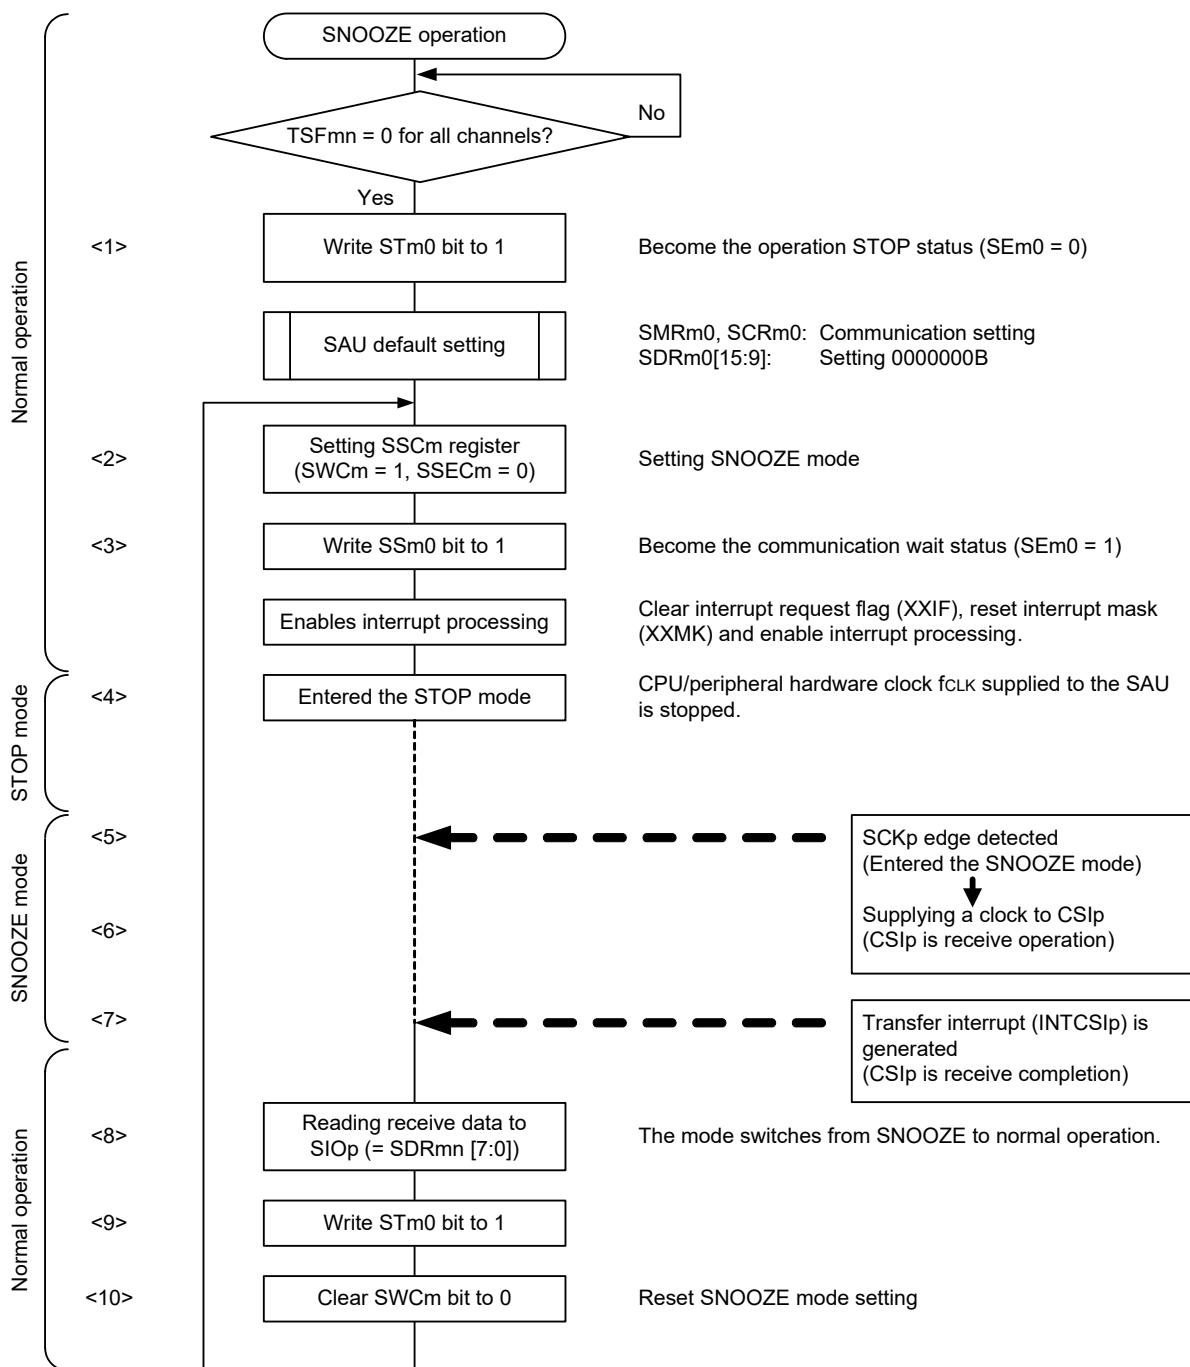 SNOOZE operation
TSFmn = 0 for all channels?
No
Yes
Normal operation
<1>
Write STm0 bit to 1
Become the operation STOP status (SEm0 = 0)
SAU default setting
SMRm0, SCRm0: Communication setting
SDRm0[15:9]: Setting 0000000B
<2>
Setting SSCm register
(SWCm = 1, SSECm = 0)
Setting SNOOZE mode
<3>
Write SSm0 bit to 1
Become the communication wait status (SEm0 = 1)
Enables interrupt processing
Clear interrupt request flag (XXIF), reset interrupt mask
(XXMK) and enable interrupt processing.
STOP mode
<4>
Entered the STOP mode
CPU/peripheral hardware clock fCLK supplied to the SAU
is stopped.
SNOOZE mode
<5>
SCKp edge detected
(Entered the SNOOZE mode)
<6>
Supplying a clock to CSIp
(CSIp is receive operation)
<7>
Transfer interrupt (INTCSIp) is
generated
(CSIp is receive completion)
Normal operation
<8>
Reading receive data to
SIOp (= SDRmn [7:0])
The mode switches from SNOOZE to normal operation.
<9>
Write STm0 bit to 1
<10>
Clear SWCm bit to 0
Reset SNOOZE mode setting